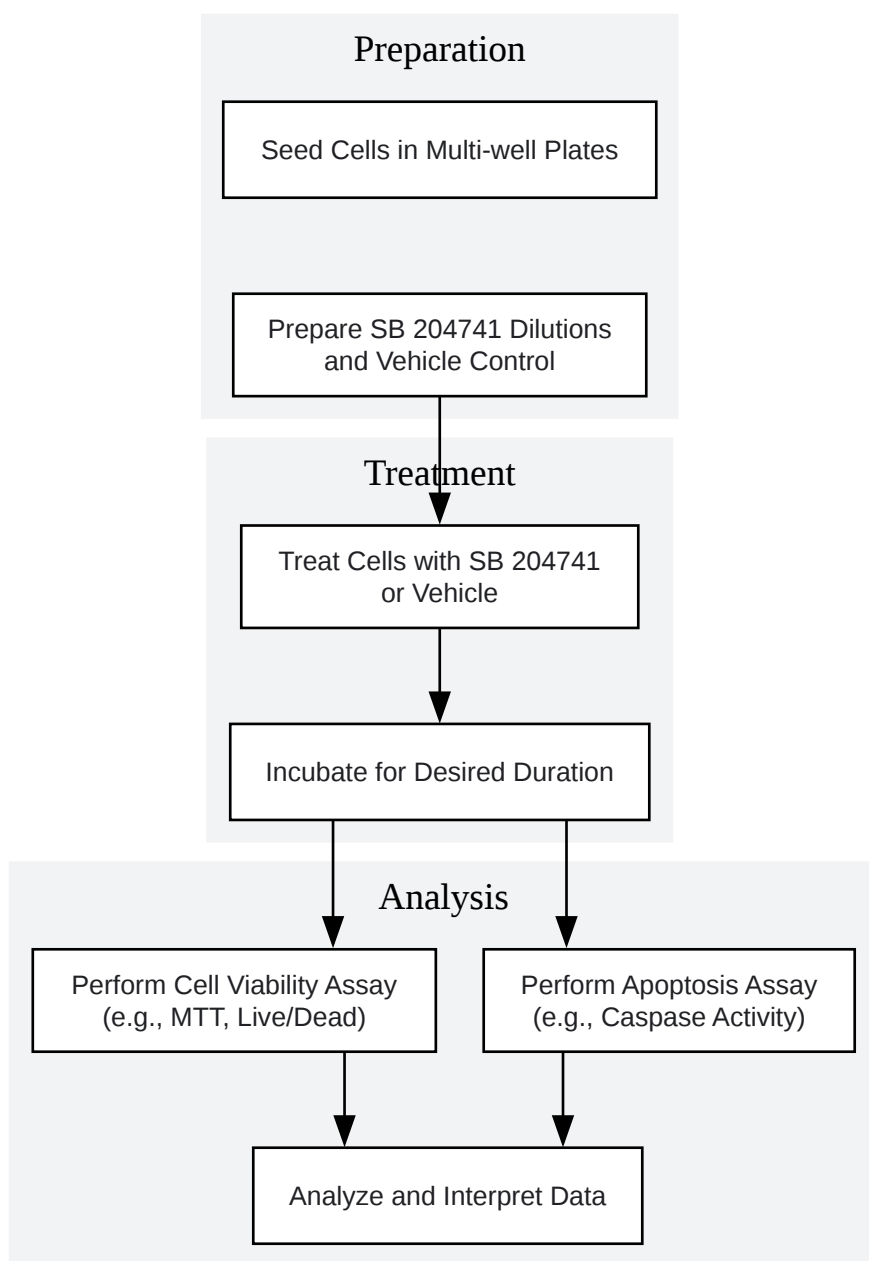 Preparation
Seed Cells in Multi-well Plates
Prepare SB 204741 Dilutions
and Vehicle Control
Treatment
Treat Cells with SB 204741
or Vehicle
Incubate for Desired Duration
Analysis
Perform Cell Viability Assay
(e.g., MTT, Live/Dead)
Perform Apoptosis Assay
(e.g., Caspase Activity)
Analyze and Interpret Data